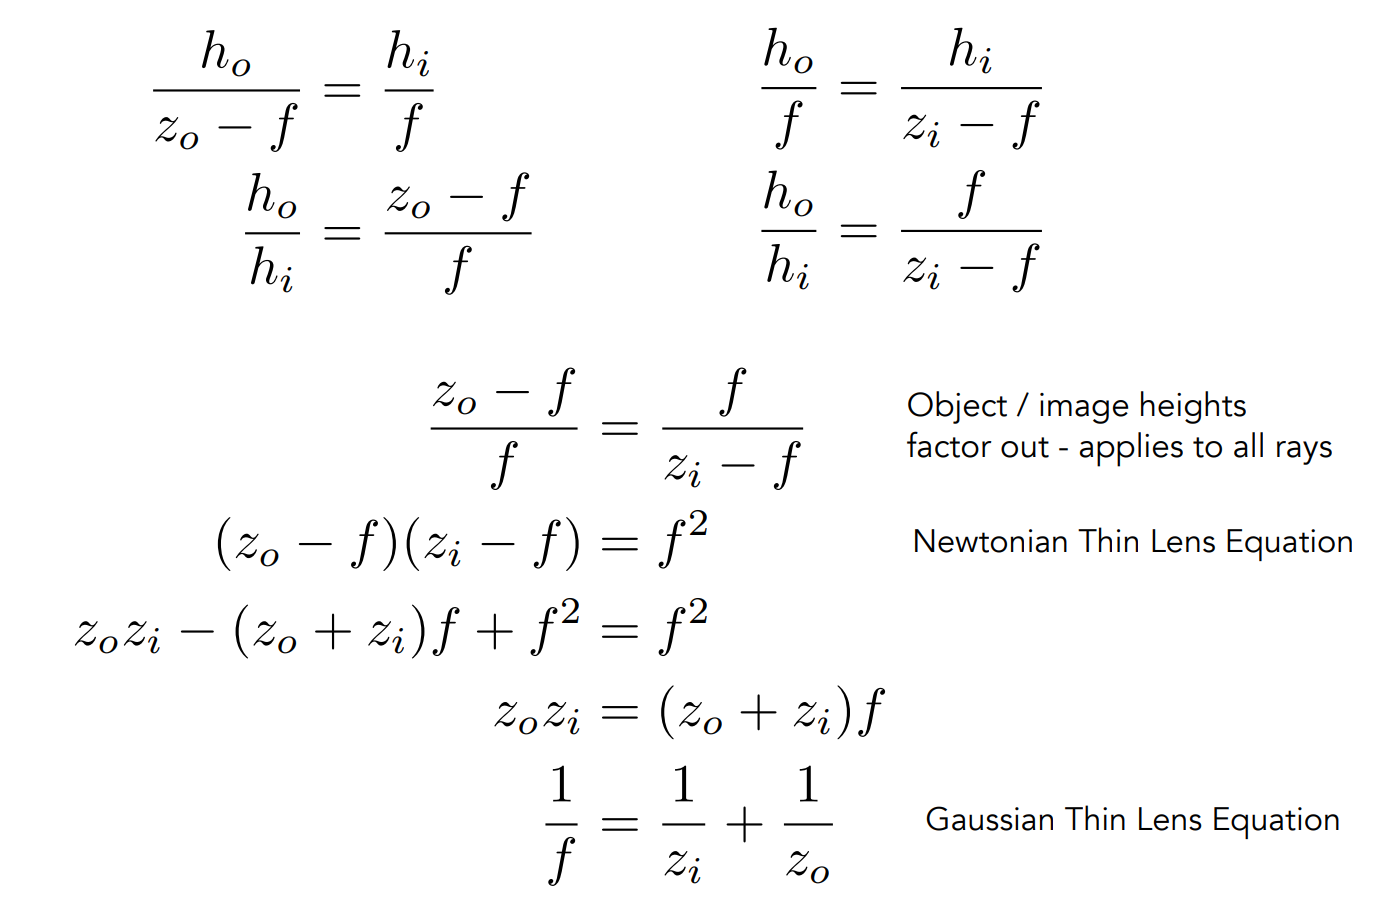 \frac{h_o}{z_o - f} = \frac{h_i}{f}
\frac{h_o}{f} = \frac{h_i}{z_i - f}
\frac{h_o}{h_i} = \frac{z_o - f}{f}
\frac{h_o}{h_i} = \frac{f}{z_i - f}
\frac{z_o - f}{f} = \frac{f}{z_i - f}
Object / image heights
factor out - applies to all rays
(z_o - f)(z_i - f) = f^2
Newtonian Thin Lens Equation
z_o z_i - (z_o + z_i)f + f^2 = f^2
z_o z_i = (z_o + z_i)f
\frac{1}{f} = \frac{1}{z_i} + \frac{1}{z_o}
Gaussian Thin Lens Equation